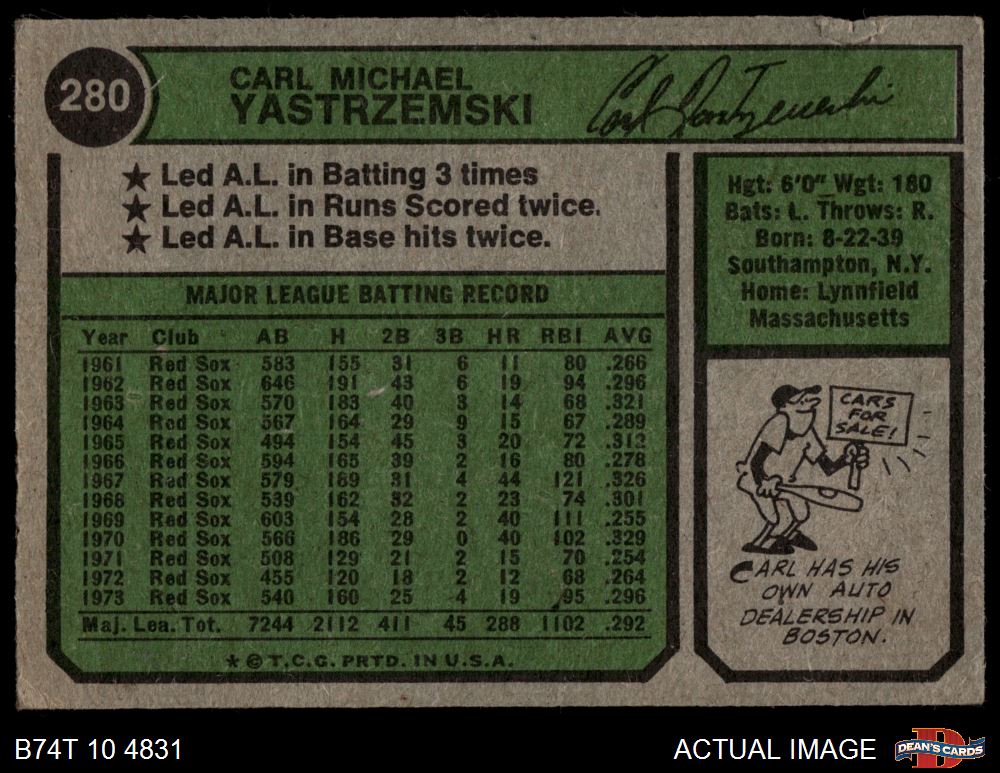 280
CARL MICHAEL
YASTRZEMSKI
Carl Yastrzemski
★ Led A.L. in Batting 3 times
★ Led A.L. in Runs Scored twice.
★ Led A.L. in Base hits twice.
MAJOR LEAGUE BATTING RECORD
Year Club AB H 2B 3B HR RBI AVG
1961 Red Sox 583 155 31 6 11 80 .266
1962 Red Sox 646 191 43 6 19 94 .296
1963 Red Sox 570 183 40 3 14 68 .321
1964 Red Sox 567 164 29 9 15 67 .289
1965 Red Sox 494 154 45 3 20 72 .312
1966 Red Sox 594 165 39 2 16 80 .278
1967 Red Sox 579 189 31 4 44 121 .326
1968 Red Sox 539 162 32 2 23 74 .301
1969 Red Sox 603 154 28 2 40 111 .255
1970 Red Sox 566 186 29 0 40 102 .329
1971 Red Sox 508 129 21 2 15 70 .254
1972 Red Sox 455 120 18 2 12 68 .264
1973 Red Sox 540 160 25 4 19 95 .296
Maj. Lea. Tot. 7244 2112 411 45 288 1102 .292
★ © T.C.G. PRTD. IN U.S.A.
Hgt: 6'0" Wgt: 180
Bats: L. Throws: R.
Born: 8-22-39
Southampton, N.Y.
Home: Lynnfield
Massachusetts
CARS
FOR
SALE!
CARL HAS HIS
OWN AUTO
DEALERSHIP IN
BOSTON.
B74T 10 4831
ACTUAL IMAGE
D
DEAN'S CARDS